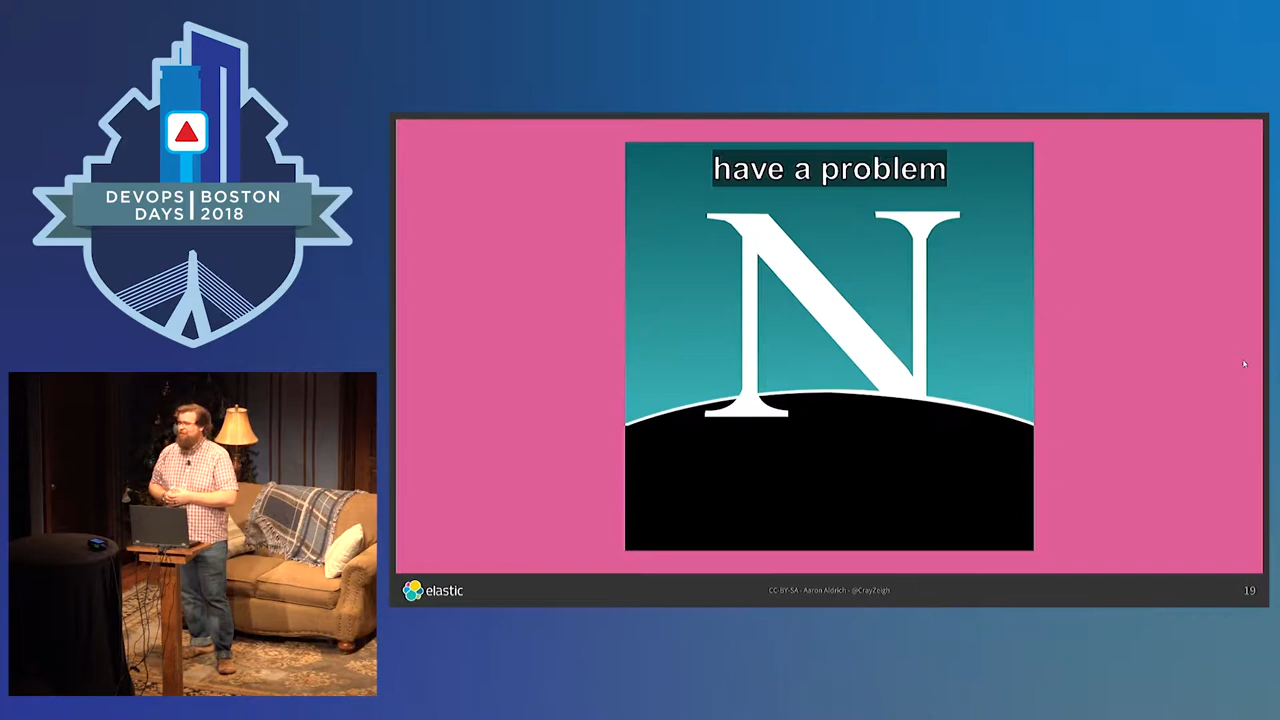 DEVOPS BOSTON
DAYS 2018
have a problem
N
elastic
CC-BY-SA - Aaron Aldrich - @CrayZeigh
19